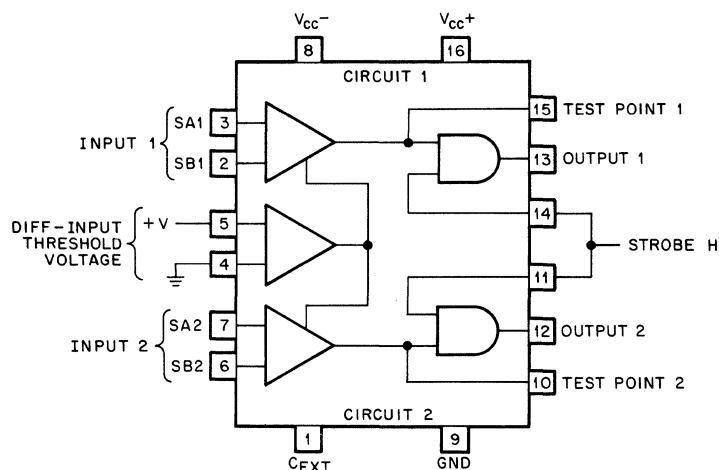 VCC- VCC+
8 16
CIRCUIT 1
SA1 3 15 TEST POINT 1
INPUT 1
SB1 2 13 OUTPUT 1
14
DIFF-INPUT
THRESHOLD
VOLTAGE
+V 5
4
STROBE H
11
SA2 7 12 OUTPUT 2
INPUT 2
SB2 6 10 TEST POINT 2
CIRCUIT 2
1 9
CEXT GND